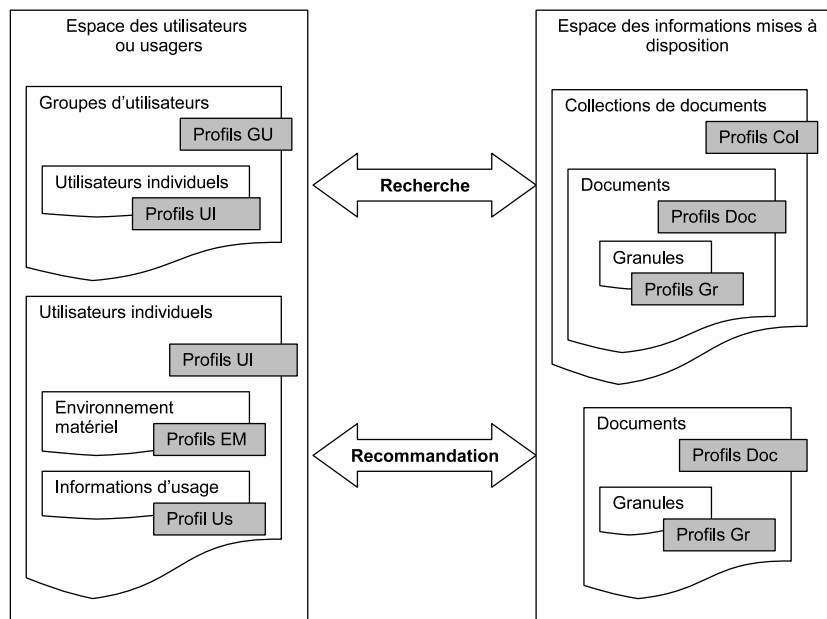 Espace des utilisateurs
ou usagers
Groupes d'utilisateurs
Profils GU
Utilisateurs individuels
Profils UI
Utilisateurs individuels
Profils UI
Environnement
matériel
Profils EM
Informations d'usage
Profil Us
Recherche
Recommandation
Espace des informations mises à
disposition
Collections de documents
Profils Col
Documents
Profils Doc
Granules
Profils Gr
Documents
Profils Doc
Granules
Profils Gr